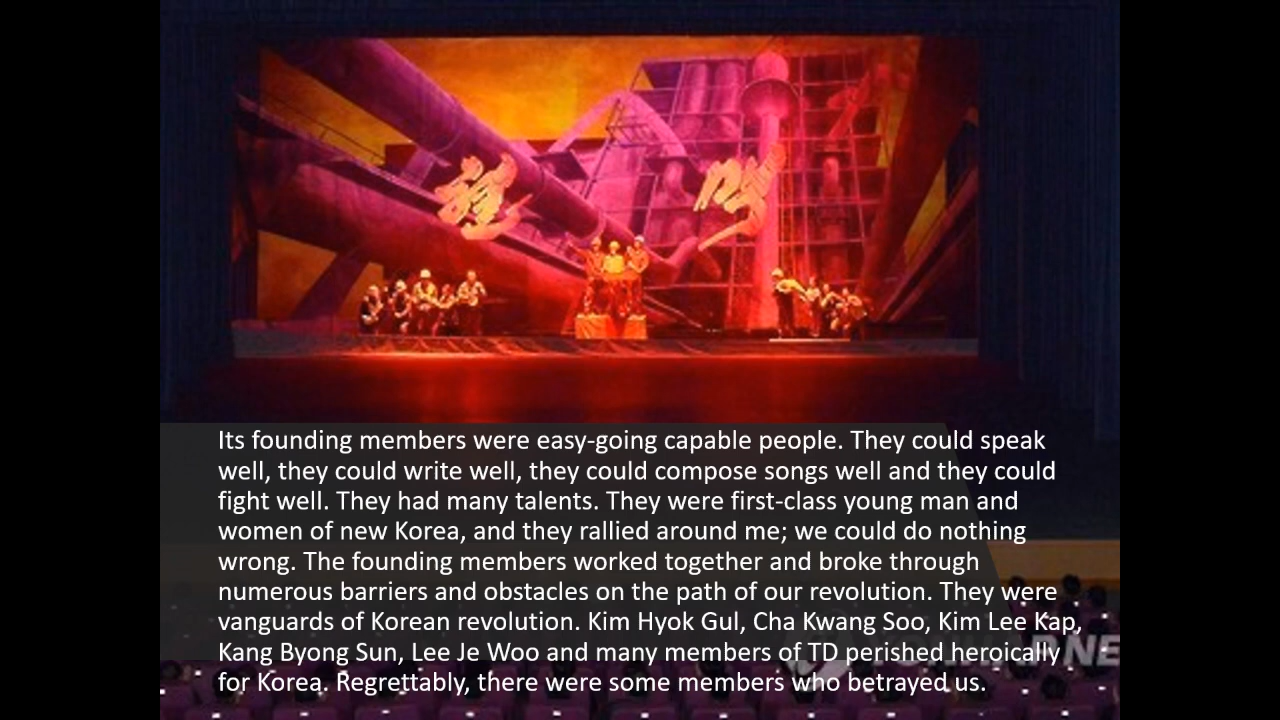 Its founding members were easy-going capable people. They could speak
well, they could write well, they could compose songs well and they could
fight well. They had many talents. They were first-class young man and
women of new Korea, and they rallied around me; we could do nothing
wrong. The founding members worked together and broke through
numerous barriers and obstacles on the path of our revolution. They were
vanguards of Korean revolution. Kim Hyok Gul, Cha Kwang Soo, Kim Lee Kap,
Kang Byong Sun, Lee Je Woo and many members of TD perished heroically
for Korea. Regrettably, there were some members who betrayed us.